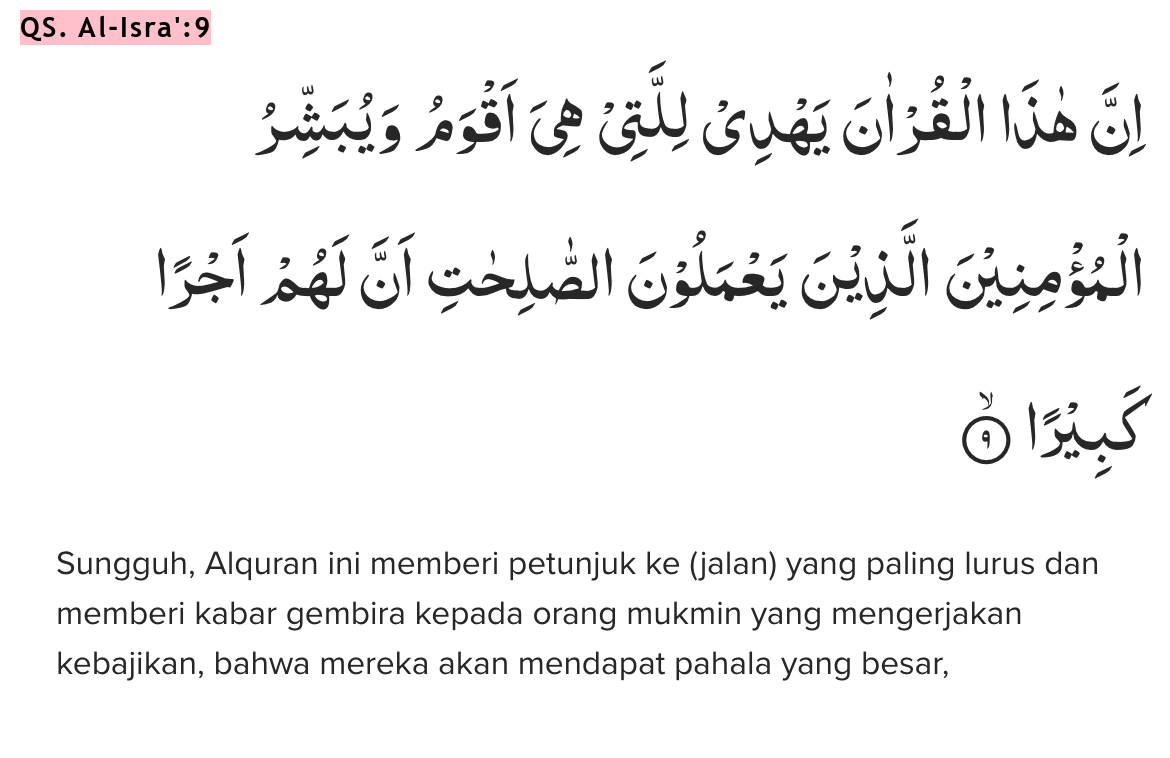 QS. Al-Isra':9
اِنَّ هٰذَا الْقُرْاٰنَ يَهْدِيْ لِلَّتِيْ هِيَ اَقْوَمُ وَيُبَشِّرُ
الْمُؤْمِنِيْنَ الَّذِيْنَ يَعْمَلُوْنَ الصّٰلِحٰتِ اَنَّ لَهُمْ اَجْرًا
كَبِيْرًاۙ ٩
Sungguh, Alquran ini memberi petunjuk ke (jalan) yang paling lurus dan
memberi kabar gembira kepada orang mukmin yang mengerjakan
kebajikan, bahwa mereka akan mendapat pahala yang besar,